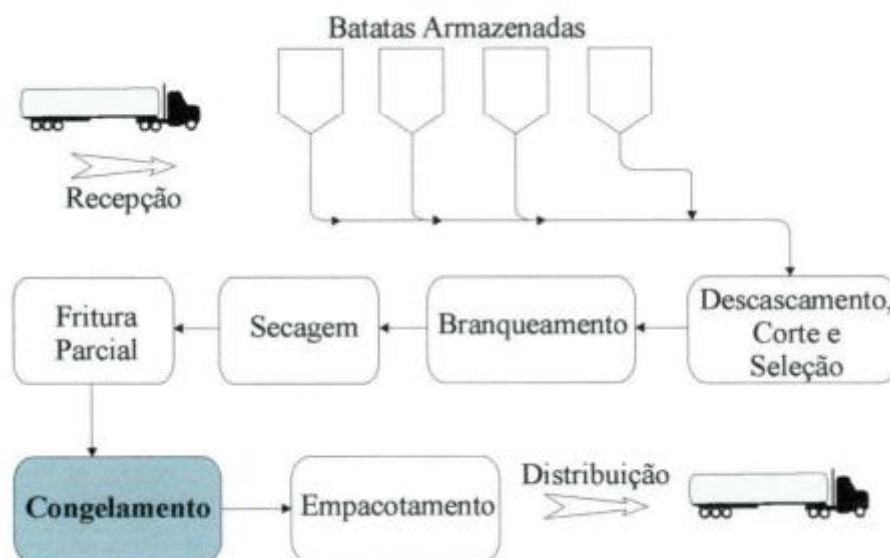 Batatas Armazenadas
Recepção
Descascamento,
Corte e
Seleção
Branqueamento
Secagem
Fritura
Parcial
Congelamento
Empacotamento
Distribuição